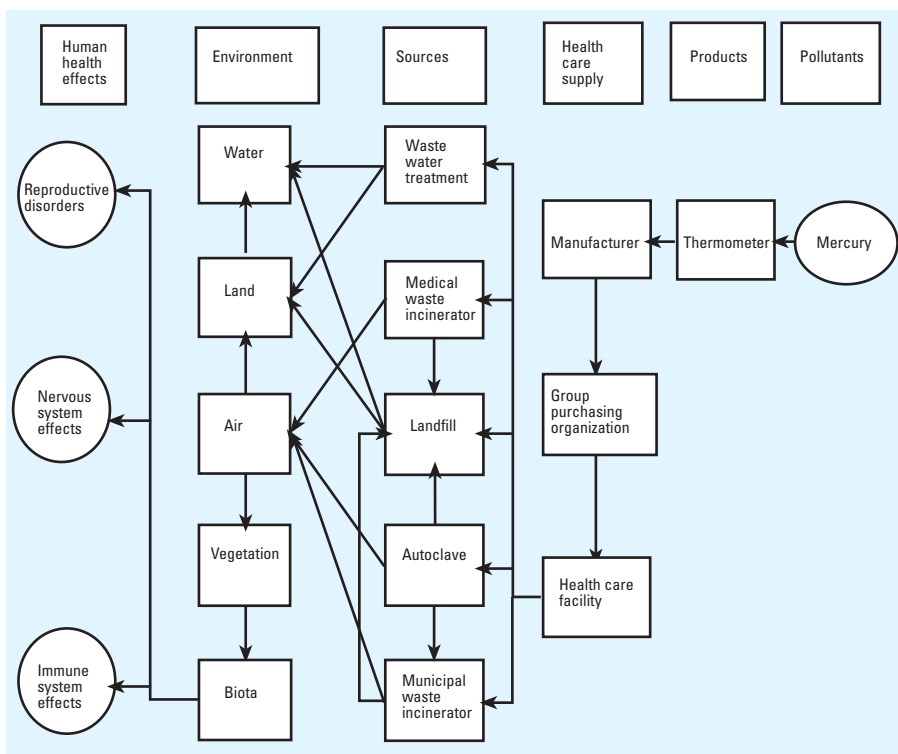 Human
health
effects
Environment
Sources
Health
care
supply
Products
Pollutants
Reproductive
disorders
Water
Waste
water
treatment
Manufacturer
Thermometer
Mercury
Land
Medical
waste
incinerator
Nervous
system
effects
Air
Landfill
Group
purchasing
organization
Vegetation
Autoclave
Health care
facility
Immune
system
effects
Biota
Municipal
waste
incinerator